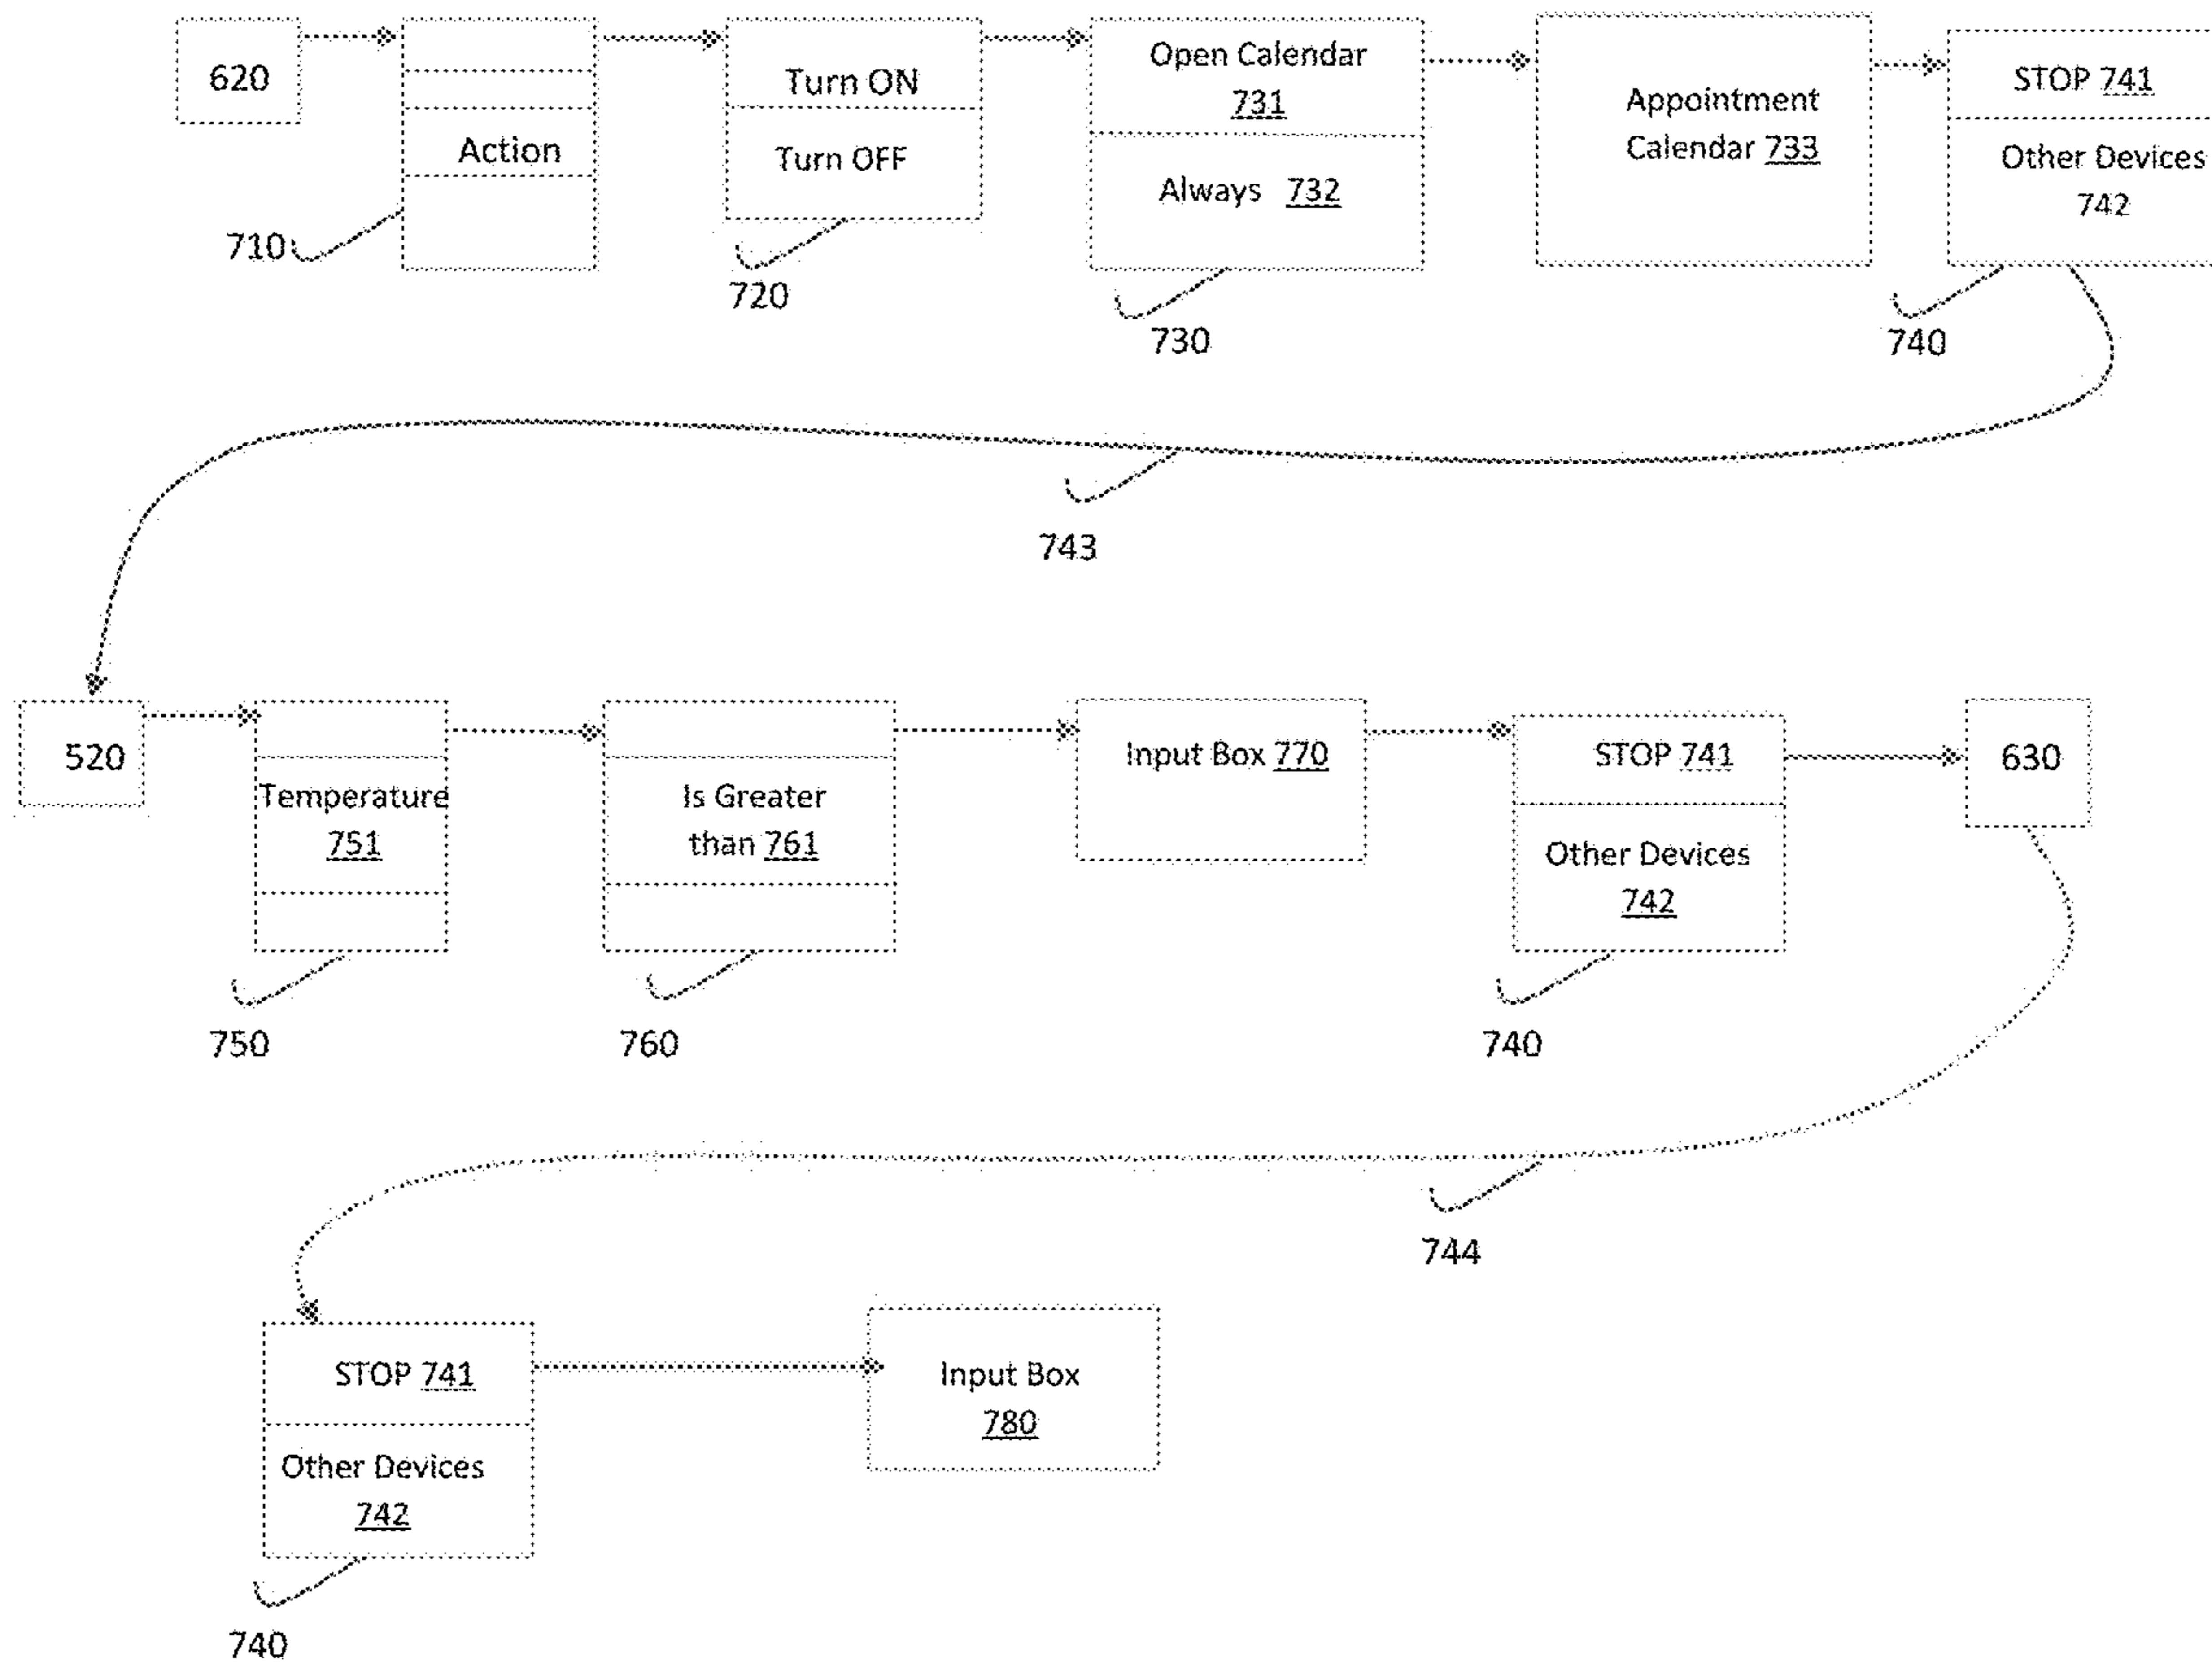 620
Action
710
Turn ON
Turn OFF
720
Open Calendar
731
Always 732
730
Appointment
Calendar 733
STOP 741
Other Devices
742
740
743
520
Temperature
751
750
Is Greater
than 761
760
Input Box 770
STOP 741
Other Devices
742
740
630
744
STOP 741
Other Devices
742
740
Input Box
780